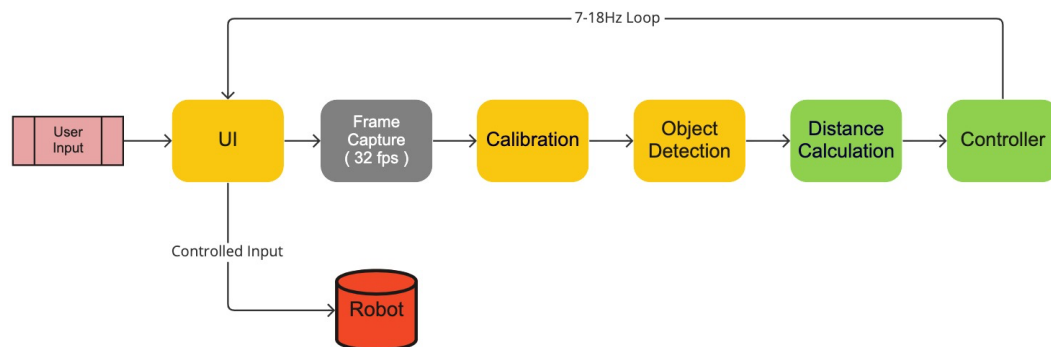 7-18Hz Loop
User
Input
UI
Frame
Capture
( 32 fps )
Calibration
Object
Detection
Distance
Calculation
Controller
Controlled Input
Robot